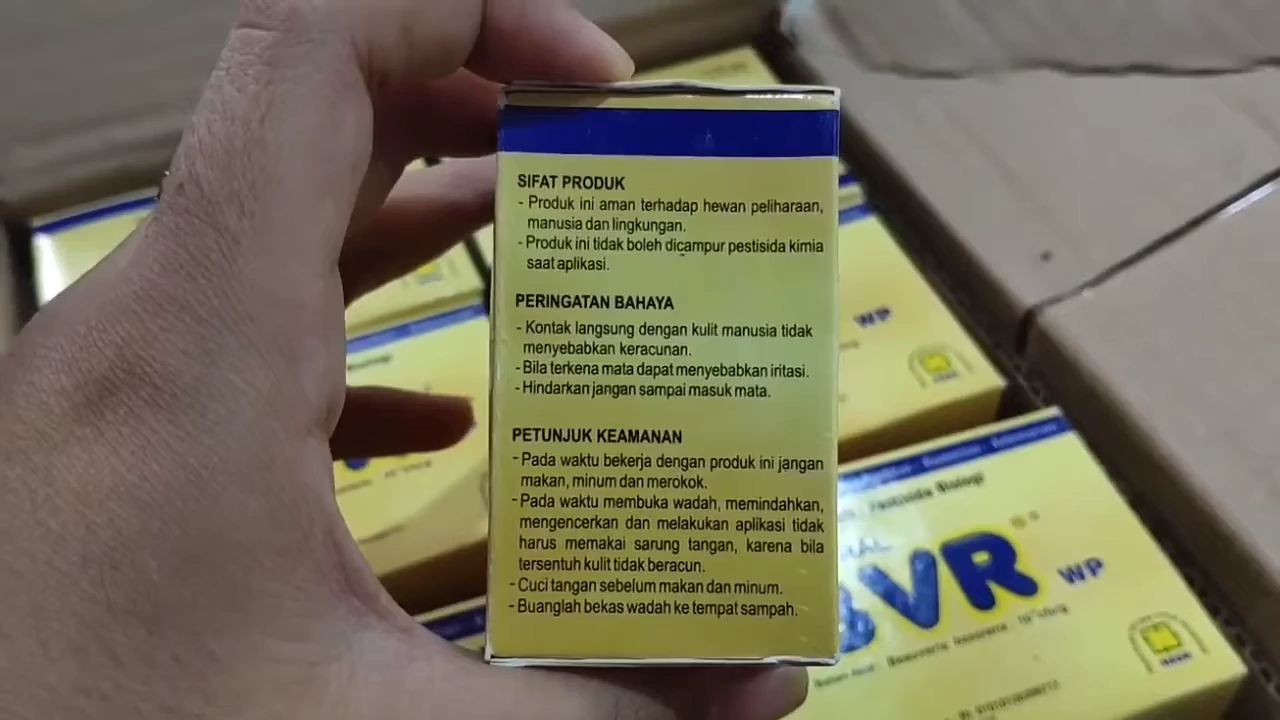 SIFAT PRODUK
- Produk ini aman terhadap hewan peliharaan,
manusia dan lingkungan.
- Produk ini tidak boleh dicampur pestisida kimia
saat aplikasi.
PERINGATAN BAHAYA
- Kontak langsung dengan kulit manusia tidak
menyebabkan keracunan.
- Bila terkena mata dapat menyebabkan iritasi.
- Hindarkan jangan sampai masuk mata.
PETUNJUK KEAMANAN
- Pada waktu bekerja dengan produk ini jangan
makan, minum dan merokok.
- Pada waktu membuka wadah, memindahkan,
mengencerkan dan melakukan aplikasi tidak
harus memakai sarung tangan, karena bila
tersentuh kulit tidak beracun.
- Cuci tangan sebelum makan dan minum.
- Buanglah bekas wadah ke tempat sampah.
WP
Pestisida Biologi
BVR WP
Beauveria bassiana